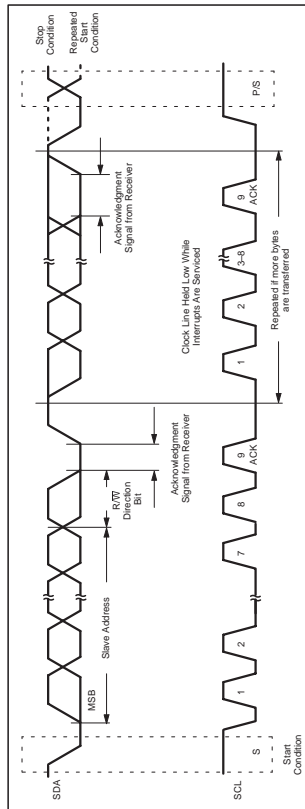 SDA
MSB
Slave Address
R/W
Direction
Bit
Acknowledgment
Signal from Receiver
Acknowledgment
Signal from Receiver
Stop
Condition
Repeated
Start
Condition
SCL
S
Start
Condition
1
2
7
8
9
ACK
Clock Line Held Low While
Interrupts Are Serviced
1
2
3–8
9
ACK
Repeated if more bytes
are transferred
P/S